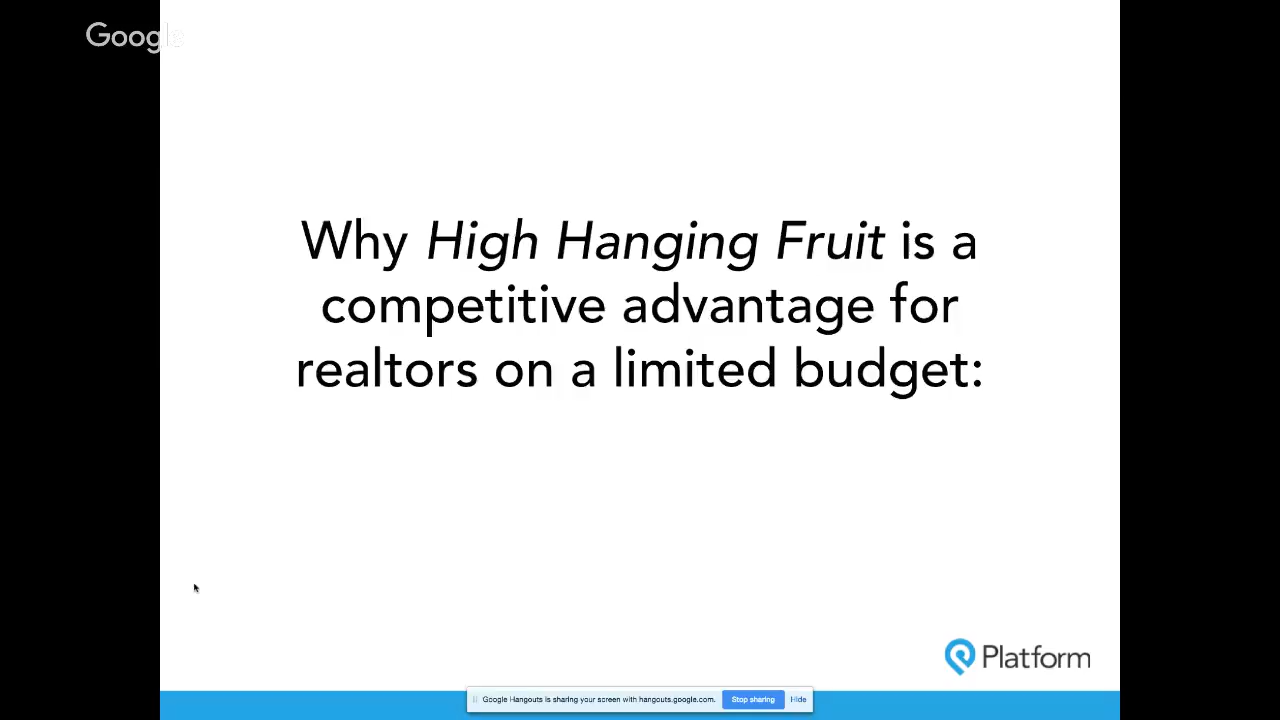 Google
Why High Hanging Fruit is a
competitive advantage for
realtors on a limited budget:
Platform
Google Hangouts is sharing your screen with hangouts.google.com. Stop sharing Hide